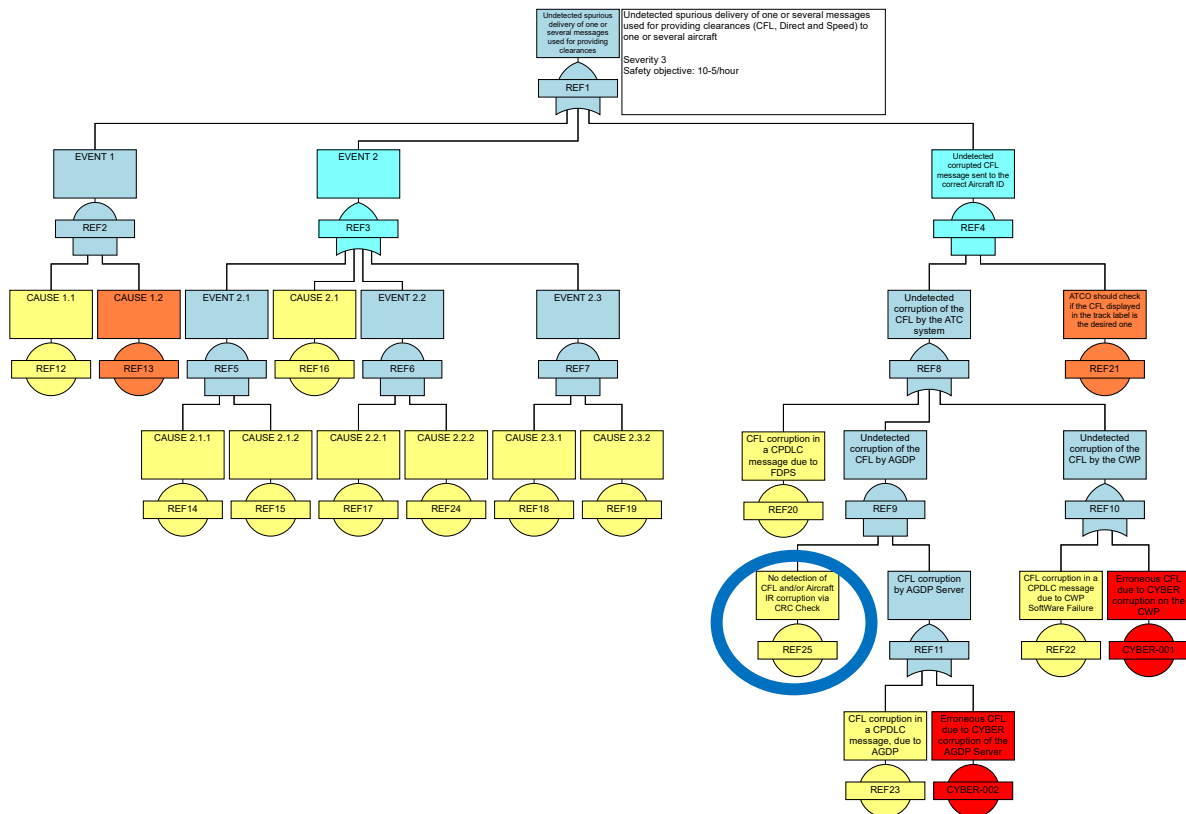 Undetected spurious
delivery of one or
several messages
used for providing
clearances
Undetected spurious delivery of one or several messages
used for providing clearances (CFL, Direct and Speed) to
one or several aircraft
Severity 3
Safety objective: 10-5/hour
REF1
EVENT 1
EVENT 2
Undetected
corrupted CFL
message sent to the
correct Aircraft ID
REF2
REF3
REF4
CAUSE 1.1
CAUSE 1.2
EVENT 2.1
CAUSE 2.1
EVENT 2.2
EVENT 2.3
Undetected
corruption of the
CFL by the ATC
system
ATCO should check
if the CFL displayed
in the track label is
the desired one
REF12
REF13
REF5
REF16
REF6
REF7
REF8
REF21
CAUSE 2.1.1
CAUSE 2.1.2
CAUSE 2.2.1
CAUSE 2.2.2
CAUSE 2.3.1
CAUSE 2.3.2
CFL corruption in
a CPDLC
message due to
FDPS
Undetected
corruption of the
CFL by AGDP
Undetected
corruption of the
CFL by the CWP
REF14
REF15
REF17
REF24
REF18
REF19
REF20
REF9
REF10
No detection of
CFL and/or Aircraft
IR corruption via
CRC Check
CFL corruption
by AGDP Server
CFL corruption in a
CPDLC message
due to CWP
SoftWare Failure
Erroneous CFL
due to CYBER
corruption on the
CWP
REF25
REF11
REF22
CYBER-001
CFL corruption in
a CPDLC
message, due to
AGDP
Erroneous CFL
due to CYBER
corruption of the
AGDP Server
REF23
CYBER-002